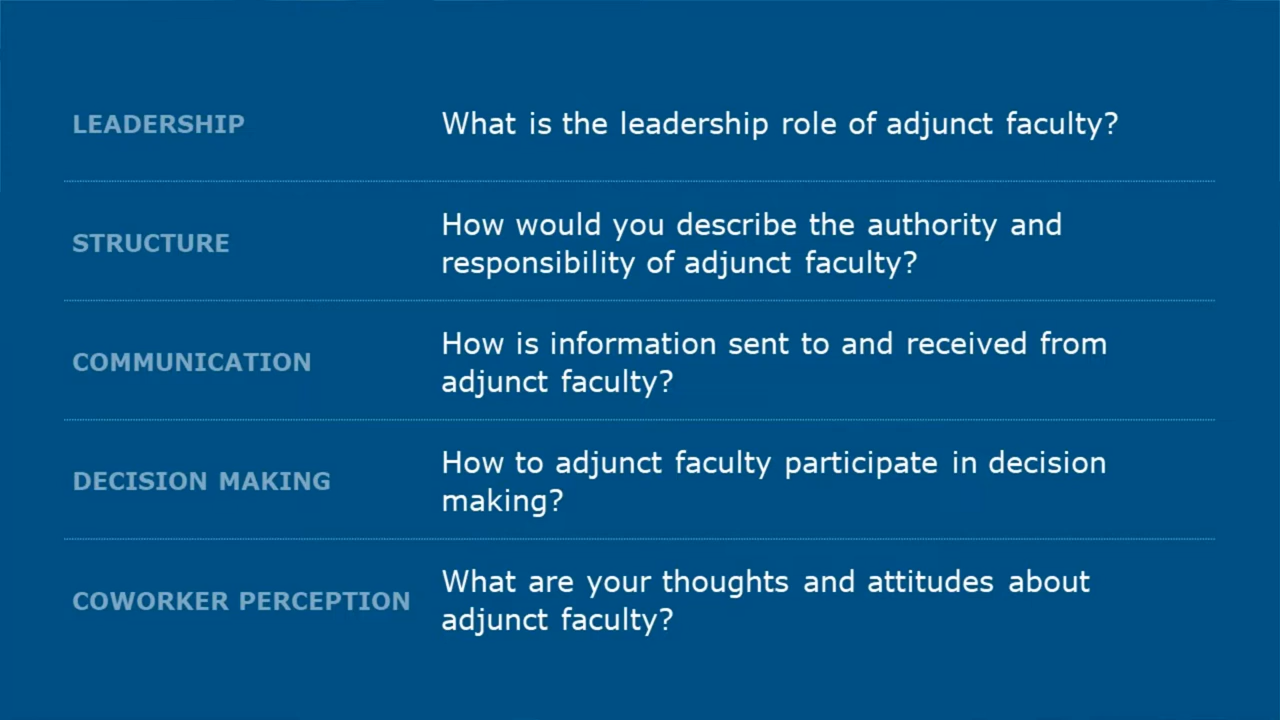 LEADERSHIP
What is the leadership role of adjunct faculty?
STRUCTURE
How would you describe the authority and
responsibility of adjunct faculty?
COMMUNICATION
How is information sent to and received from
adjunct faculty?
DECISION MAKING
How to adjunct faculty participate in decision
making?
COWORKER PERCEPTION
What are your thoughts and attitudes about
adjunct faculty?